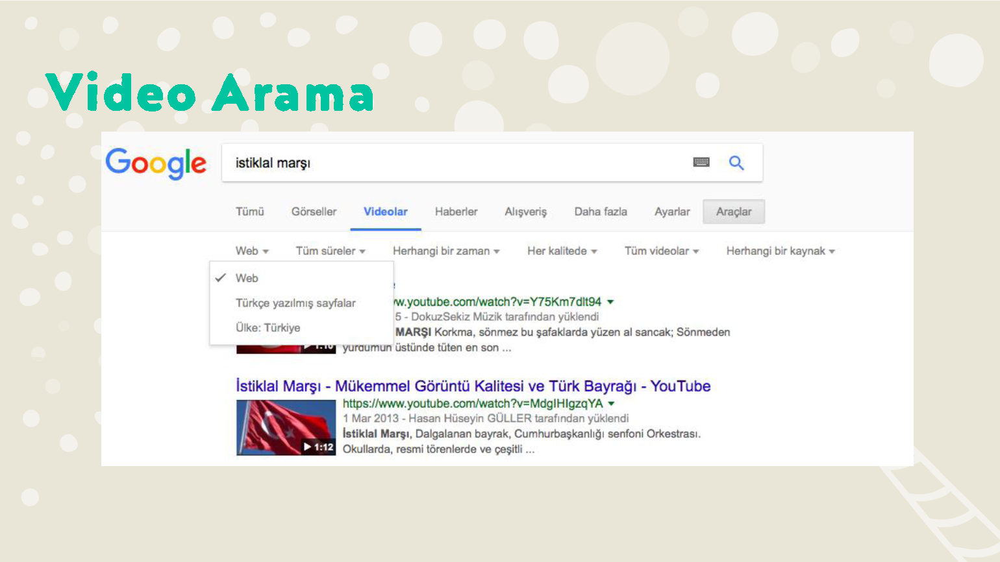 Video Arama
Google
istiklal marşı
Tümü Görseller Videolar Haberler Alışveriş Daha fazla Ayarlar Araçlar
Web Tüm süreler Herhangi bir zaman Her kalitede Tüm videolar Herhangi bir kaynak
Web
Türkçe yazılmış sayfalar
Ülke: Türkiye
w.youtube.com/watch?v=Y75Km7dlt94
5 - DokuzSekiz Müzik tarafından yüklendi
MARŞI Korkma, sönmez bu şafaklarda yüzen al sancak; Sönmeden
yurdumun üstünde tüten en son ...
İstiklal Marşı - Mükemmel Görüntü Kalitesi ve Türk Bayrağı - YouTube
https://www.youtube.com/watch?v=MdgIHIgzqYA
1 Mar 2013 - Hasan Hüseyin GÜLLER tarafından yüklendi
İstiklal Marşı, Dalgalanan bayrak, Cumhurbaşkanlığı senfoni Orkestrası.
1:12
Okullarda, resmi törenlerde ve çeşitli ...